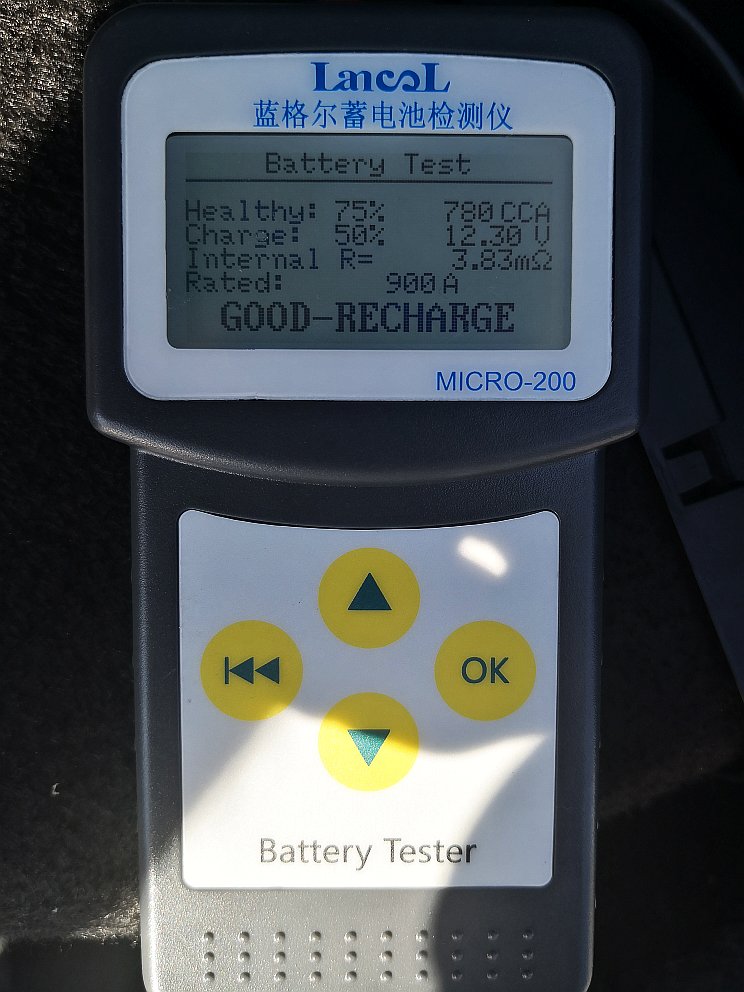 LancoL
蓝格尔蓄电池检测仪
Battery Test
Healthy: 75% 780 CCA
Charge: 50% 12.30 V
Internal R= 3.83mΩ
Rated: 900 A
GOOD-RECHARGE
MICRO-200
OK
Battery Tester